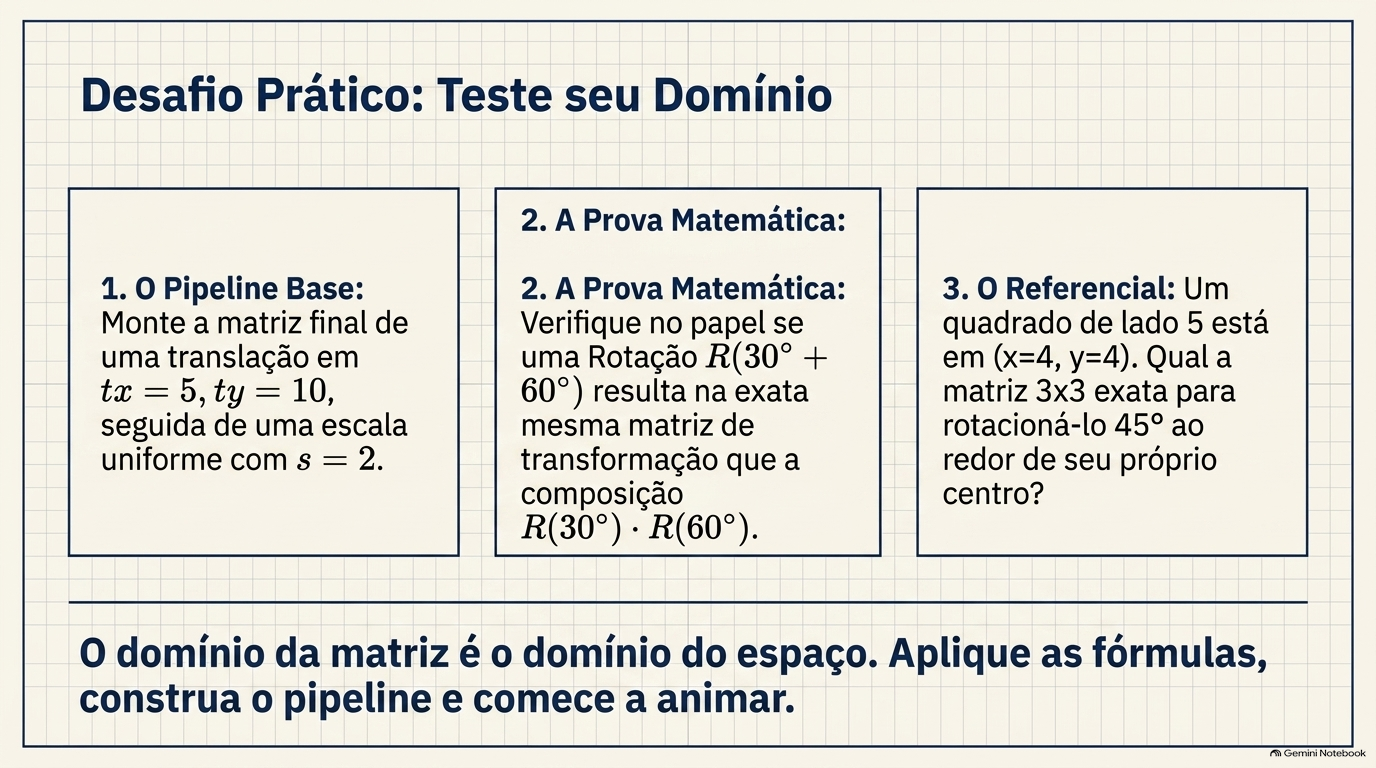 Desafio Prático: Teste seu Domínio
1. O Pipeline Base:
Monte a matriz final de
uma translação em
tx = 5, ty = 10,
seguida de uma escala
uniforme com s = 2.
2. A Prova Matemática:
2. A Prova Matemática:
Verifique no papel se
uma Rotação R(30° +
60°) resulta na exata
mesma matriz de
transformação que a
composição
R(30°) · R(60°).
3. O Referencial: Um
quadrado de lado 5 está
em (x=4, y=4). Qual a
matriz 3x3 exata para
rotacioná-lo 45º ao
redor de seu próprio
centro?
O domínio da matriz é o domínio do espaço. Aplique as fórmulas,
construa o pipeline e comece a animar.
Gemini Notebook